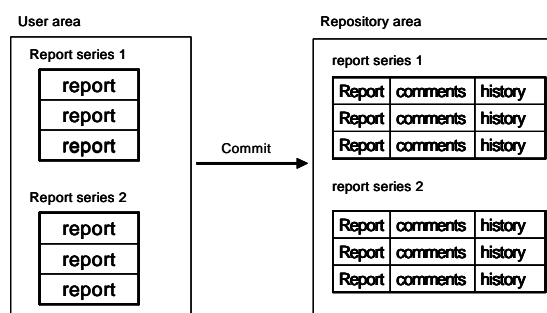 User area
Report series 1
report
report
report
Report series 2
report
report
report
Commit
Repository area
report series 1
Report comments history
Report comments history
Report comments history
report series 2
Report comments history
Report comments history
Report comments history